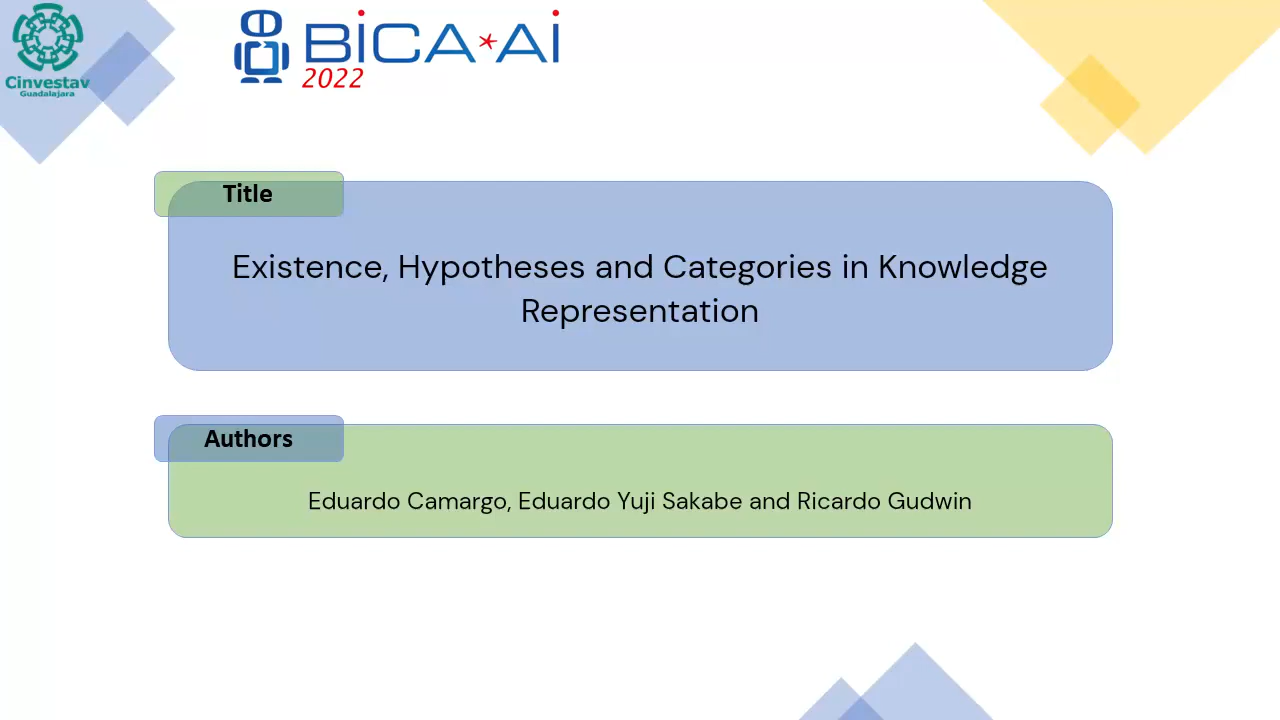 Cinvestav
Guadalajara
BiCA*Ai
2022
Title
Existence, Hypotheses and Categories in Knowledge
Representation
Authors
Eduardo Camargo, Eduardo Yuji Sakabe and Ricardo Gudwin